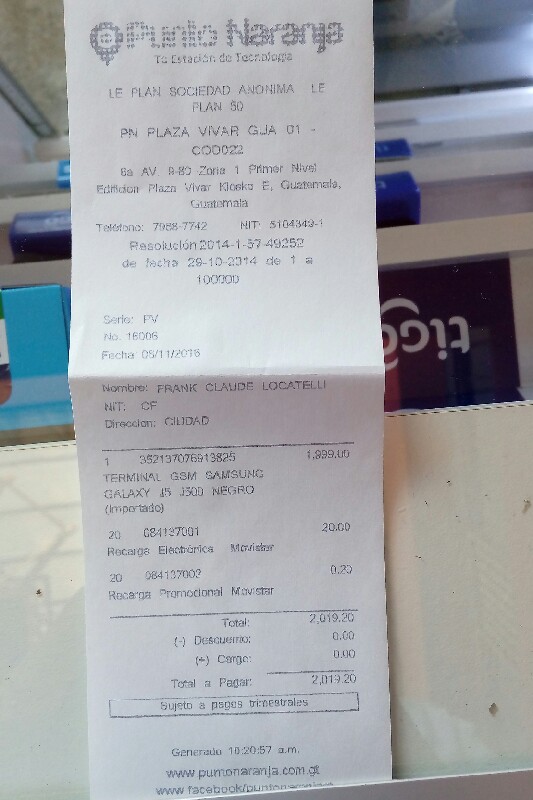 Punto Naranja
Tu Estación de Tecnología
LE PLAN SOCIEDAD ANONIMA LE
PLAN 50
PN PLAZA VIVAR GUA 01 -
COD022
6a AV. 9-80 Zona 1 Primer Nivel
Edificion Plaza Vivar Kiosko E, Guatemala,
Guatemala
Teléfono: 7968-7742 NIT: 5104349-1
Resolución 2014-1-57-49252
de fecha 29-10-2014 de 1 a
100000
Serie: PV
No. 16006
Fecha: 05/11/2016
Nombre: FRANK CLAUDE LOCATELLI
NIT: CF
Direccion: CIUDAD
tigo
1 352137076913825 1,999.00
TERMINAL GSM SAMSUNG
GALAXY J5 J500 NEGRO
(Importado)
20 084137001 20.00
Recarga Electrónica Movistar
20 084137002 0.20
Recarga Promocional Movistar
Total: 2,019.20
(-) Descuento: 0.00
(+) Cargo: 0.00
Total a Pagar: 2,019.20
Sujeto a pagos trimestrales
Generado 10:20:57 a.m.
www.puntonaranja.com.gt
www.facebook/puntonaranja